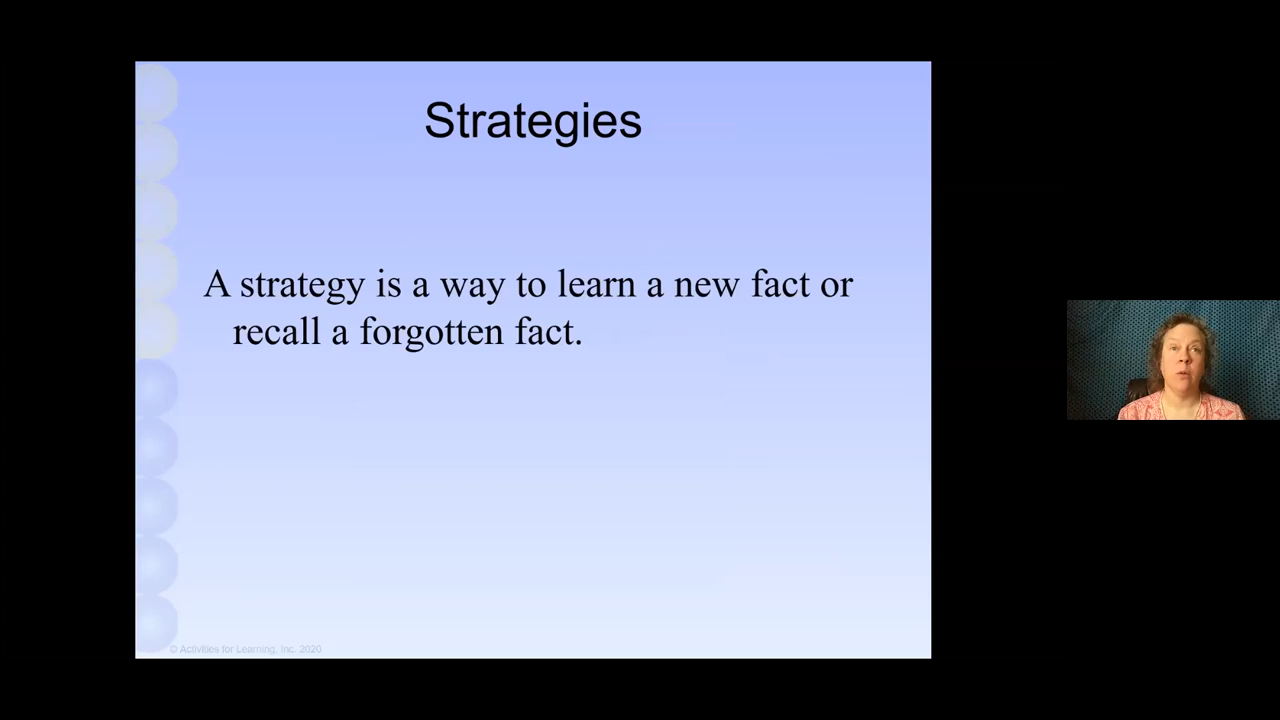 Strategies
A strategy is a way to learn a new fact or
recall a forgotten fact.
© Activities for Learning, Inc. 2020